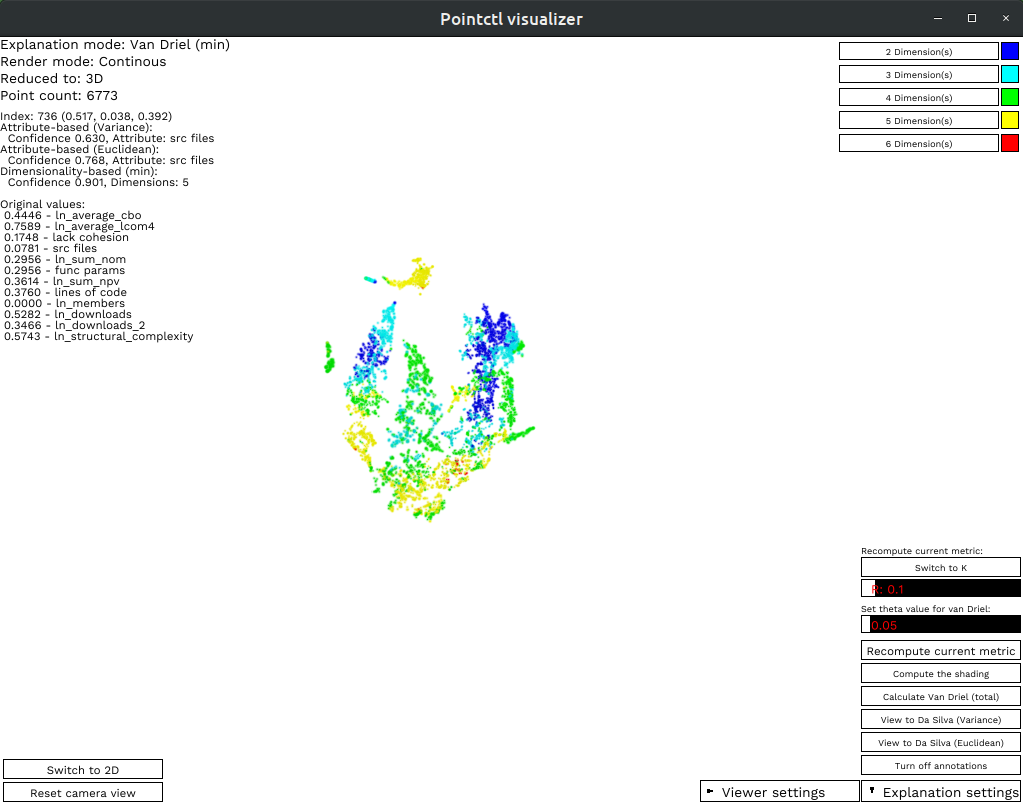 Pointctl visualizer
Explanation mode: Van Driel (min)
Render mode: Continous
Reduced to: 3D
Point count: 6773
Index: 736 (0.517, 0.038, 0.392)
Attribute-based (Variance):
Confidence 0.630, Attribute: src files
Attribute-based (Euclidean):
Confidence 0.768, Attribute: src files
Dimensionality-based (min):
Confidence 0.901, Dimensions: 5
Original values:
0.4446 - ln_average_cbo
0.7589 - ln_average_lcom4
0.1748 - lack cohesion
0.0781 - src files
0.2956 - ln_sum_nom
0.2956 - func params
0.3614 - ln_sum_npv
0.3760 - lines of code
0.0000 - ln_members
0.5282 - ln_downloads
0.3466 - ln_downloads_2
0.5743 - ln_structural_complexity
2 Dimension(s)
3 Dimension(s)
4 Dimension(s)
5 Dimension(s)
6 Dimension(s)
Recompute current metric:
Switch to K
R: 0.1
Set theta value for van Driel:
0.05
Recompute current metric
Compute the shading
Calculate Van Driel (total)
View to Da Silva (Variance)
View to Da Silva (Euclidean)
Turn off annotations
Switch to 2D
Reset camera view
Viewer settings
Explanation settings